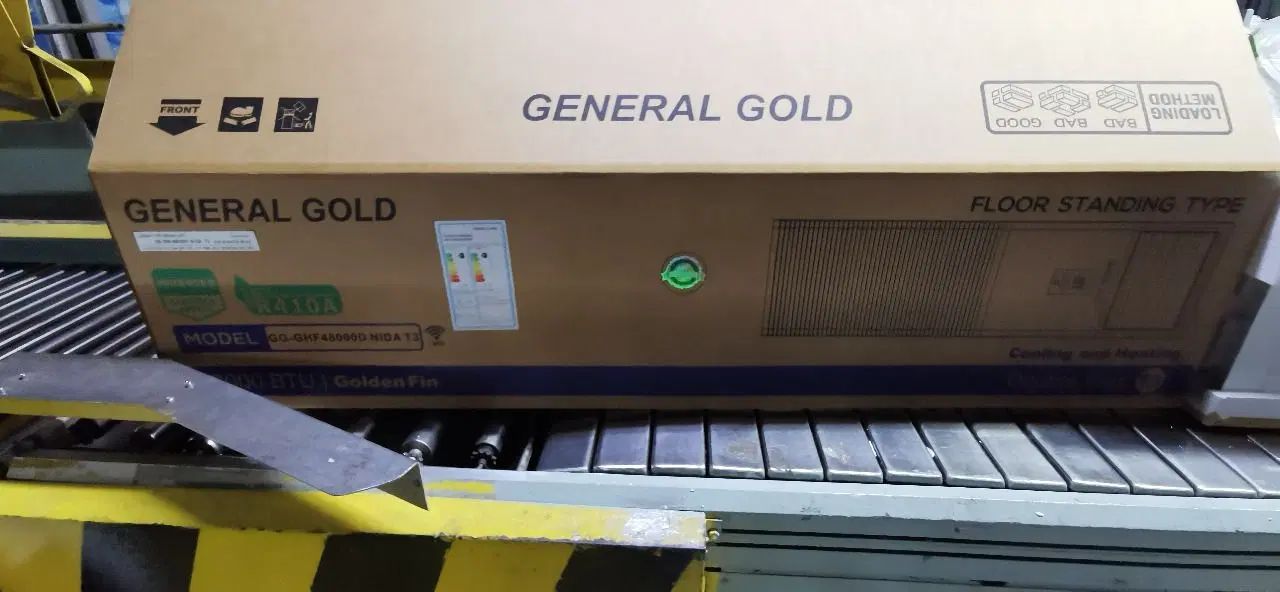 FRONT
GENERAL GOLD
LOADING METHOD
BAD
BAD
GOOD
GENERAL GOLD
FLOOR STANDING TYPE
R410A
MODEL GG-GHF48000D NIDA T3
000 BTU | Golden Fin
Cooling and Heating